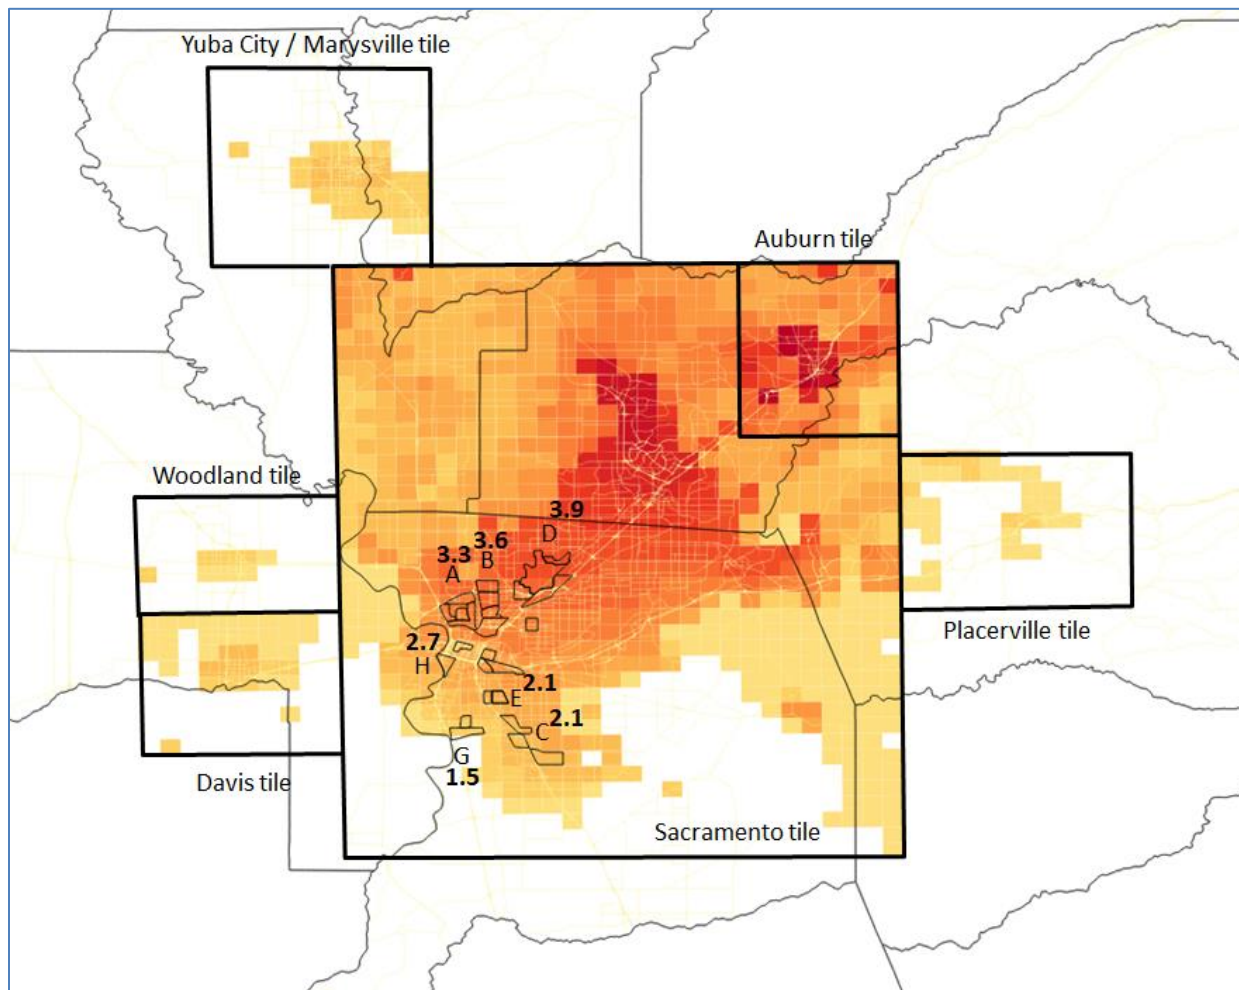 Yuba City / Marysville tile
Auburn tile
Woodland tile
3.9
D
3.6
3.3
B
A
2.7
H
Placerville tile
2.1
E
2.1
C
G
1.5
Davis tile
Sacramento tile